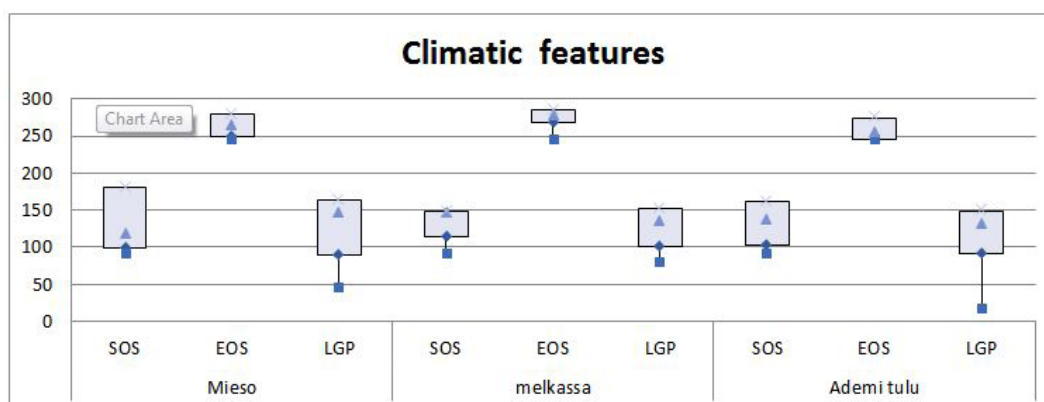 Climatic features
300
Chart Area
250
200
150
100
50
0
SOS EOS LGP SOS EOS LGP SOS EOS LGP
Mieso melkassa Ademi tulu